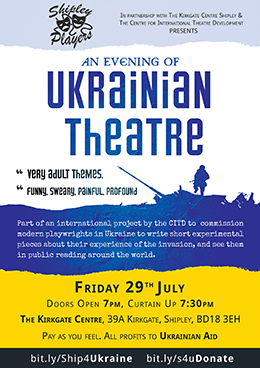 Shipley
Players
In partnership with The Kirkgate Centre Shipley &
The Centre for International Theatre Development
PRESENTS
AN EVENING OF
UKRAINIAN
THEATRE
“ VERY ADULT THEMES.
“ FUNNY, SWEARY, PAINFUL, PROFOUND
Part of an international project by the CITD to commission
modern playwrights in Ukraine to write short experimental
pieces about their experience of the invasion, and see them
in public reading around the world.
Friday 29th July
Doors Open 7pm, Curtain Up 7:30pm
The Kirkgate Centre, 39A Kirkgate, Shipley, BD18 3EH
Pay as you feel. All profits to Ukrainian Aid
bit.ly/Ship4Ukraine bit.ly/s4uDonate